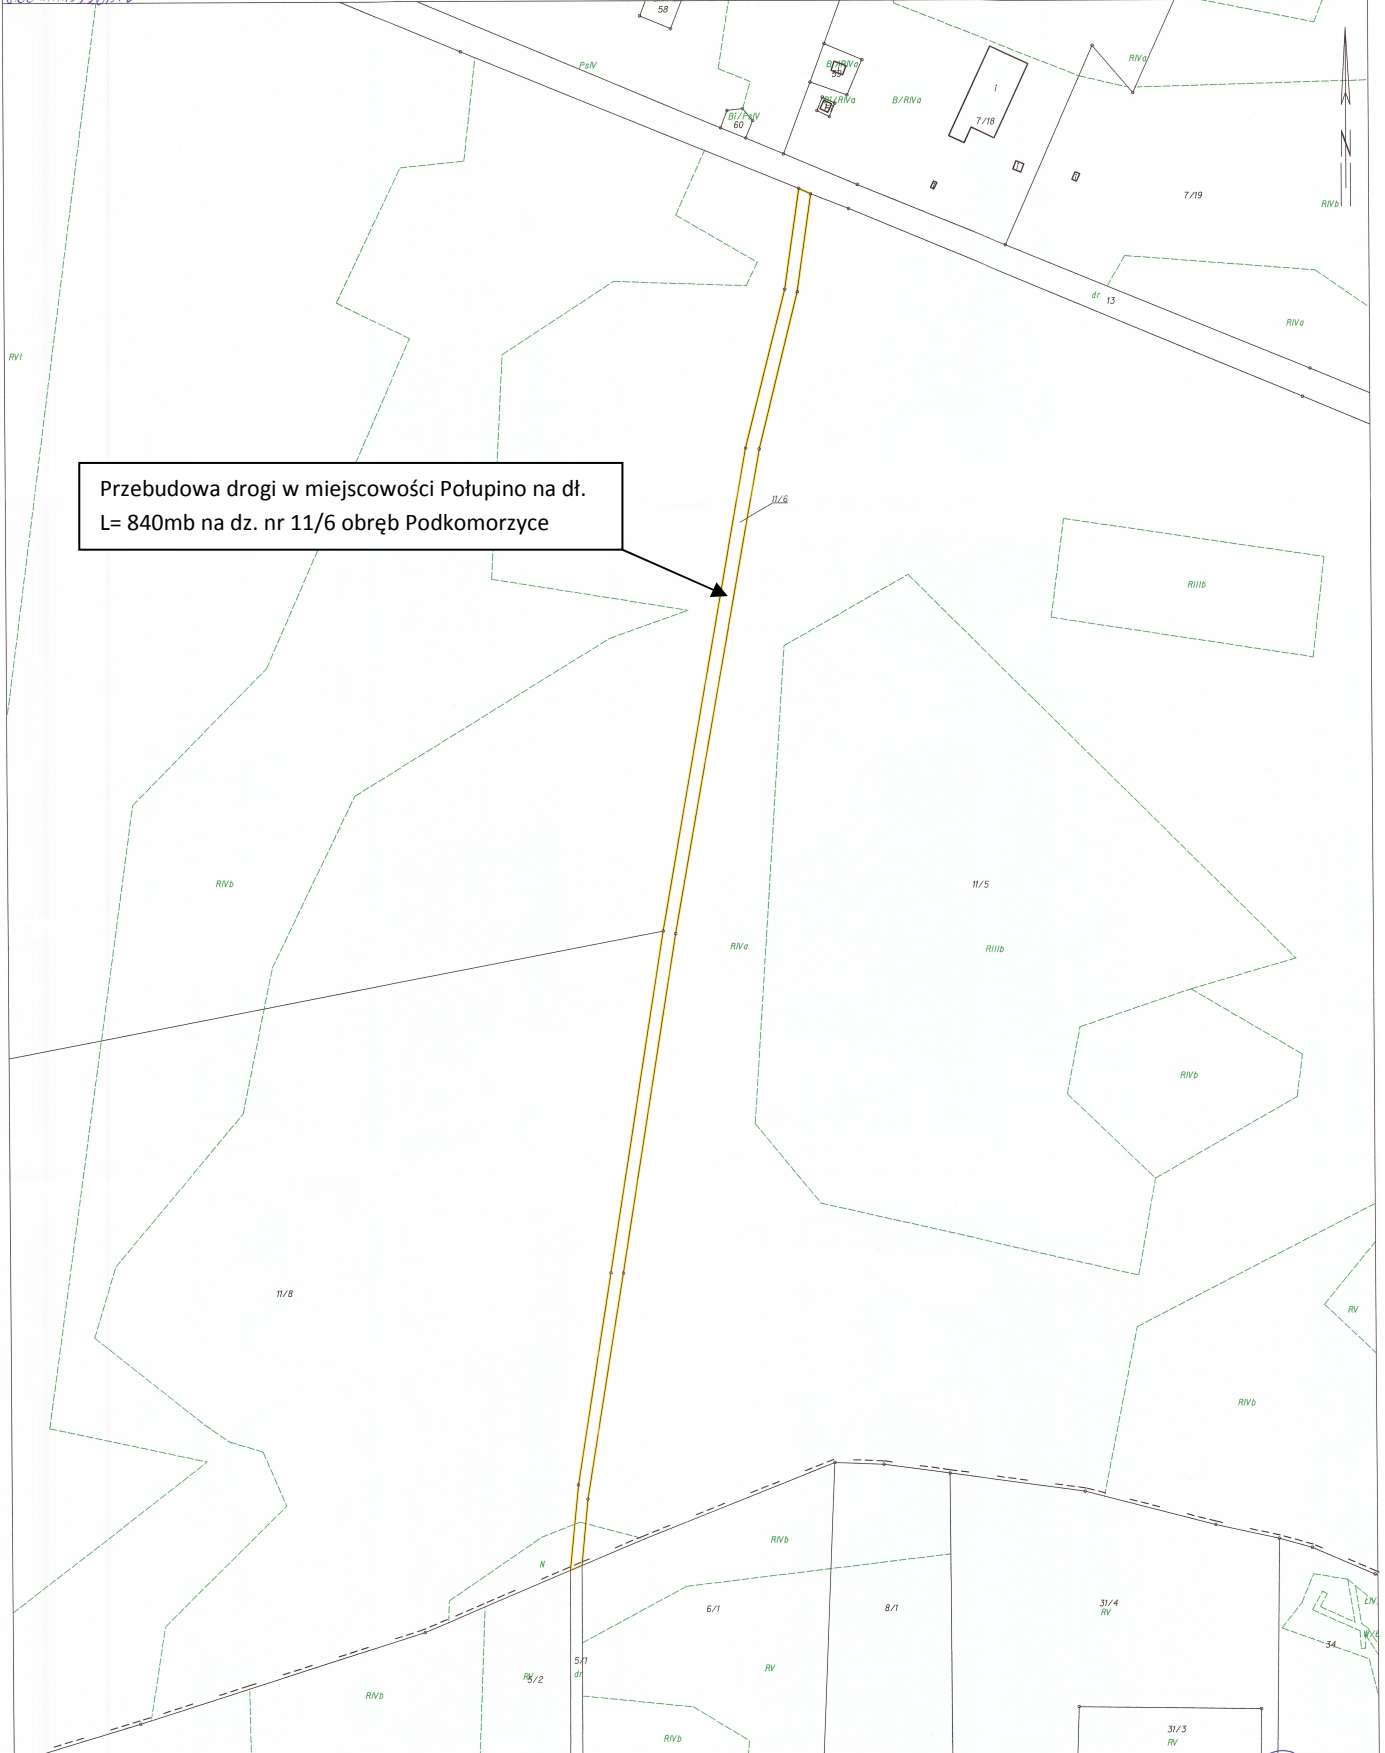 58
PsIV
RIVa
59
B/RIVa
Bi/PsIV
60
i
7/18
7/19
RIVb
N
dr 13
RIVa
RVI
Przebudowa drogi w miejscowości Połupino na dł.
L= 840mb na dz. nr 11/6 obręb Podkomorzyce
11/6
RIIIb
RIVb
11/5
RIVa
RIIIb
RIVb
11/8
RV
RIVb
RIVb
N
6/1
8/1
31/4
RV
34
5/1
dr
5/2
RV
RIVb
RIVb
31/3
RV